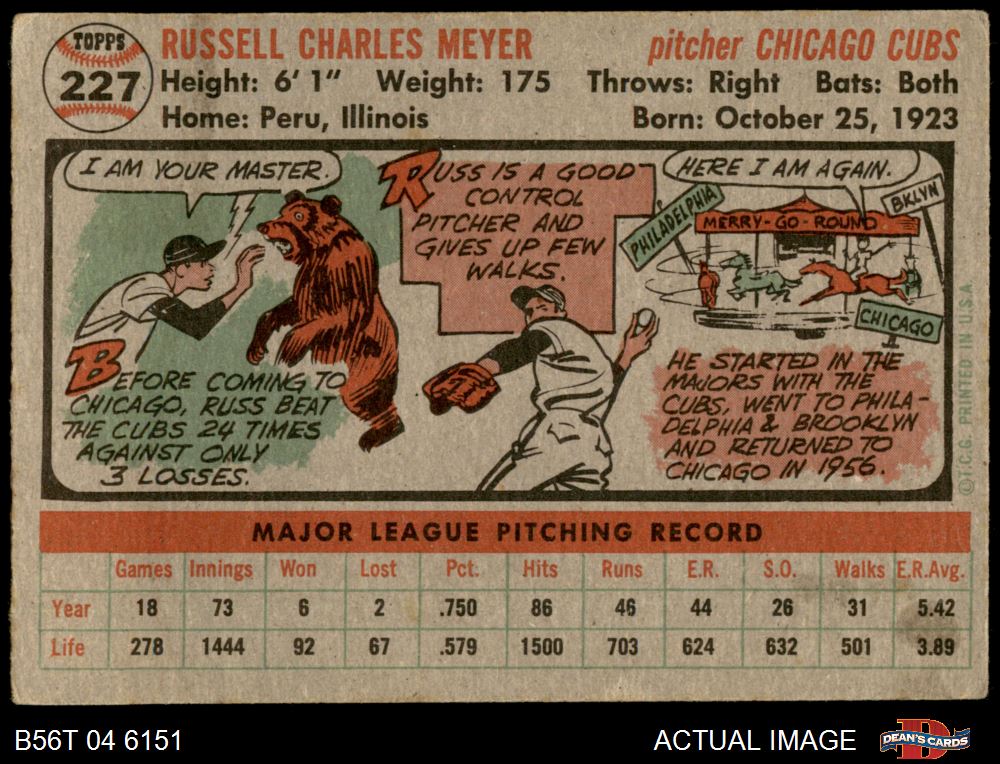 TOPPS
227
RUSSELL CHARLES MEYER
pitcher CHICAGO CUBS
Height: 6' 1" Weight: 175 Throws: Right Bats: Both
Home: Peru, Illinois Born: October 25, 1923
I AM YOUR MASTER.
BEFORE COMING TO
CHICAGO, RUSS BEAT
THE CUBS 24 TIMES
AGAINST ONLY
3 LOSSES.
RUSS IS A GOOD
CONTROL
PITCHER AND
GIVES UP FEW
WALKS.
HERE I AM AGAIN.
PHILADELPHIA
BKLYN
MERRY-GO-ROUND
CHICAGO
HE STARTED IN THE
MAJORS WITH THE
CUBS, WENT TO PHILA-
DELPHIA & BROOKLYN
AND RETURNED TO
CHICAGO IN 1956.
©T.C.G. PRINTED IN U.S.A.
MAJOR LEAGUE PITCHING RECORD
Games Innings Won Lost Pct. Hits Runs E.R. S.O. Walks E.R.Avg.
Year 18 73 6 2 .750 86 46 44 26 31 5.42
Life 278 1444 92 67 .579 1500 703 624 632 501 3.89
B56T 04 6151
ACTUAL IMAGE
DEAN'S CARDS